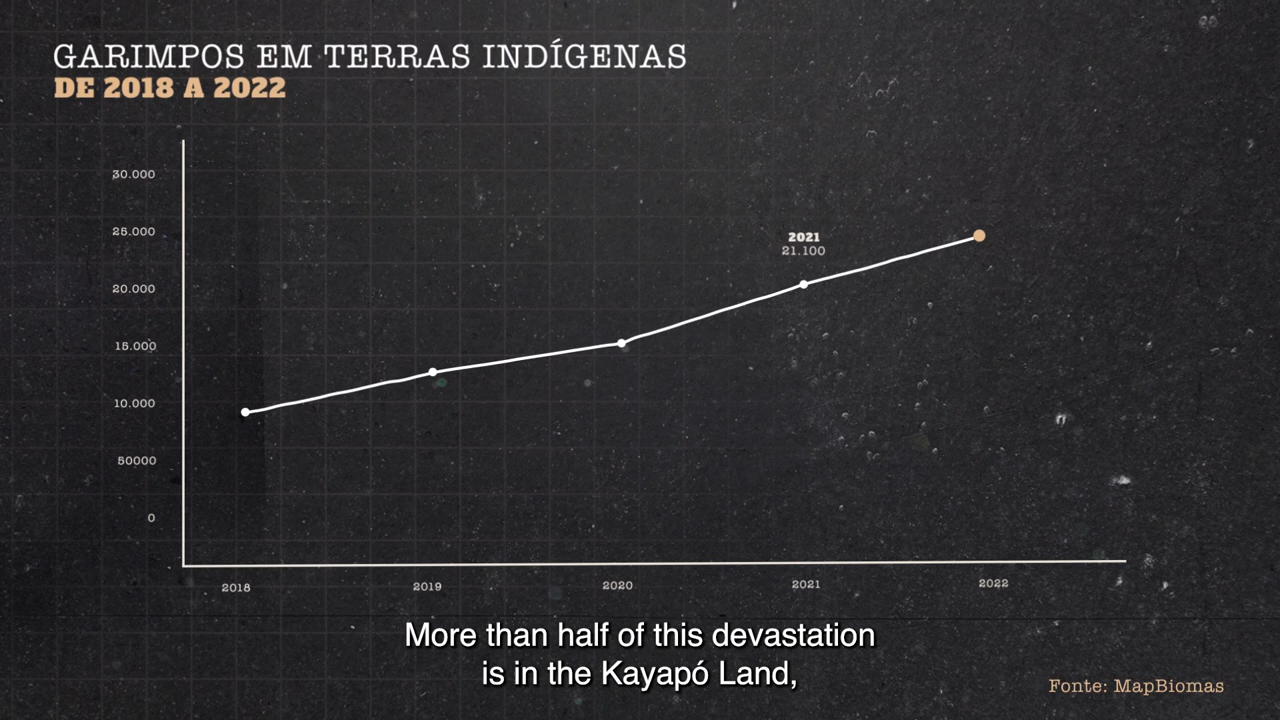 GARIMPOS EM TERRAS INDÍGENAS
DE 2018 A 2022
30.000
25.000
2021
21.100
20.000
15.000
10.000
50000
0
2018 2019 2020 2021 2022
More than half of this devastation
is in the Kayapó Land,
Fonte: MapBiomas